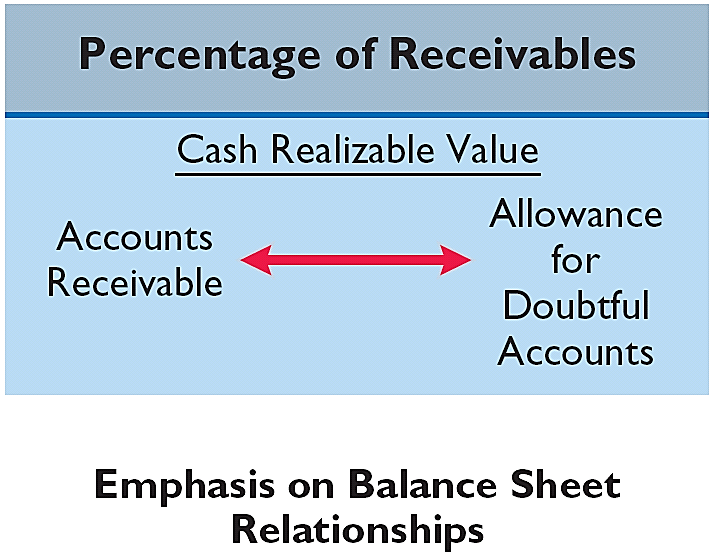 Percentage of Receivables
Cash Realizable Value
Accounts
Receivable
Allowance
for
Doubtful
Accounts
Emphasis on Balance Sheet
Relationships